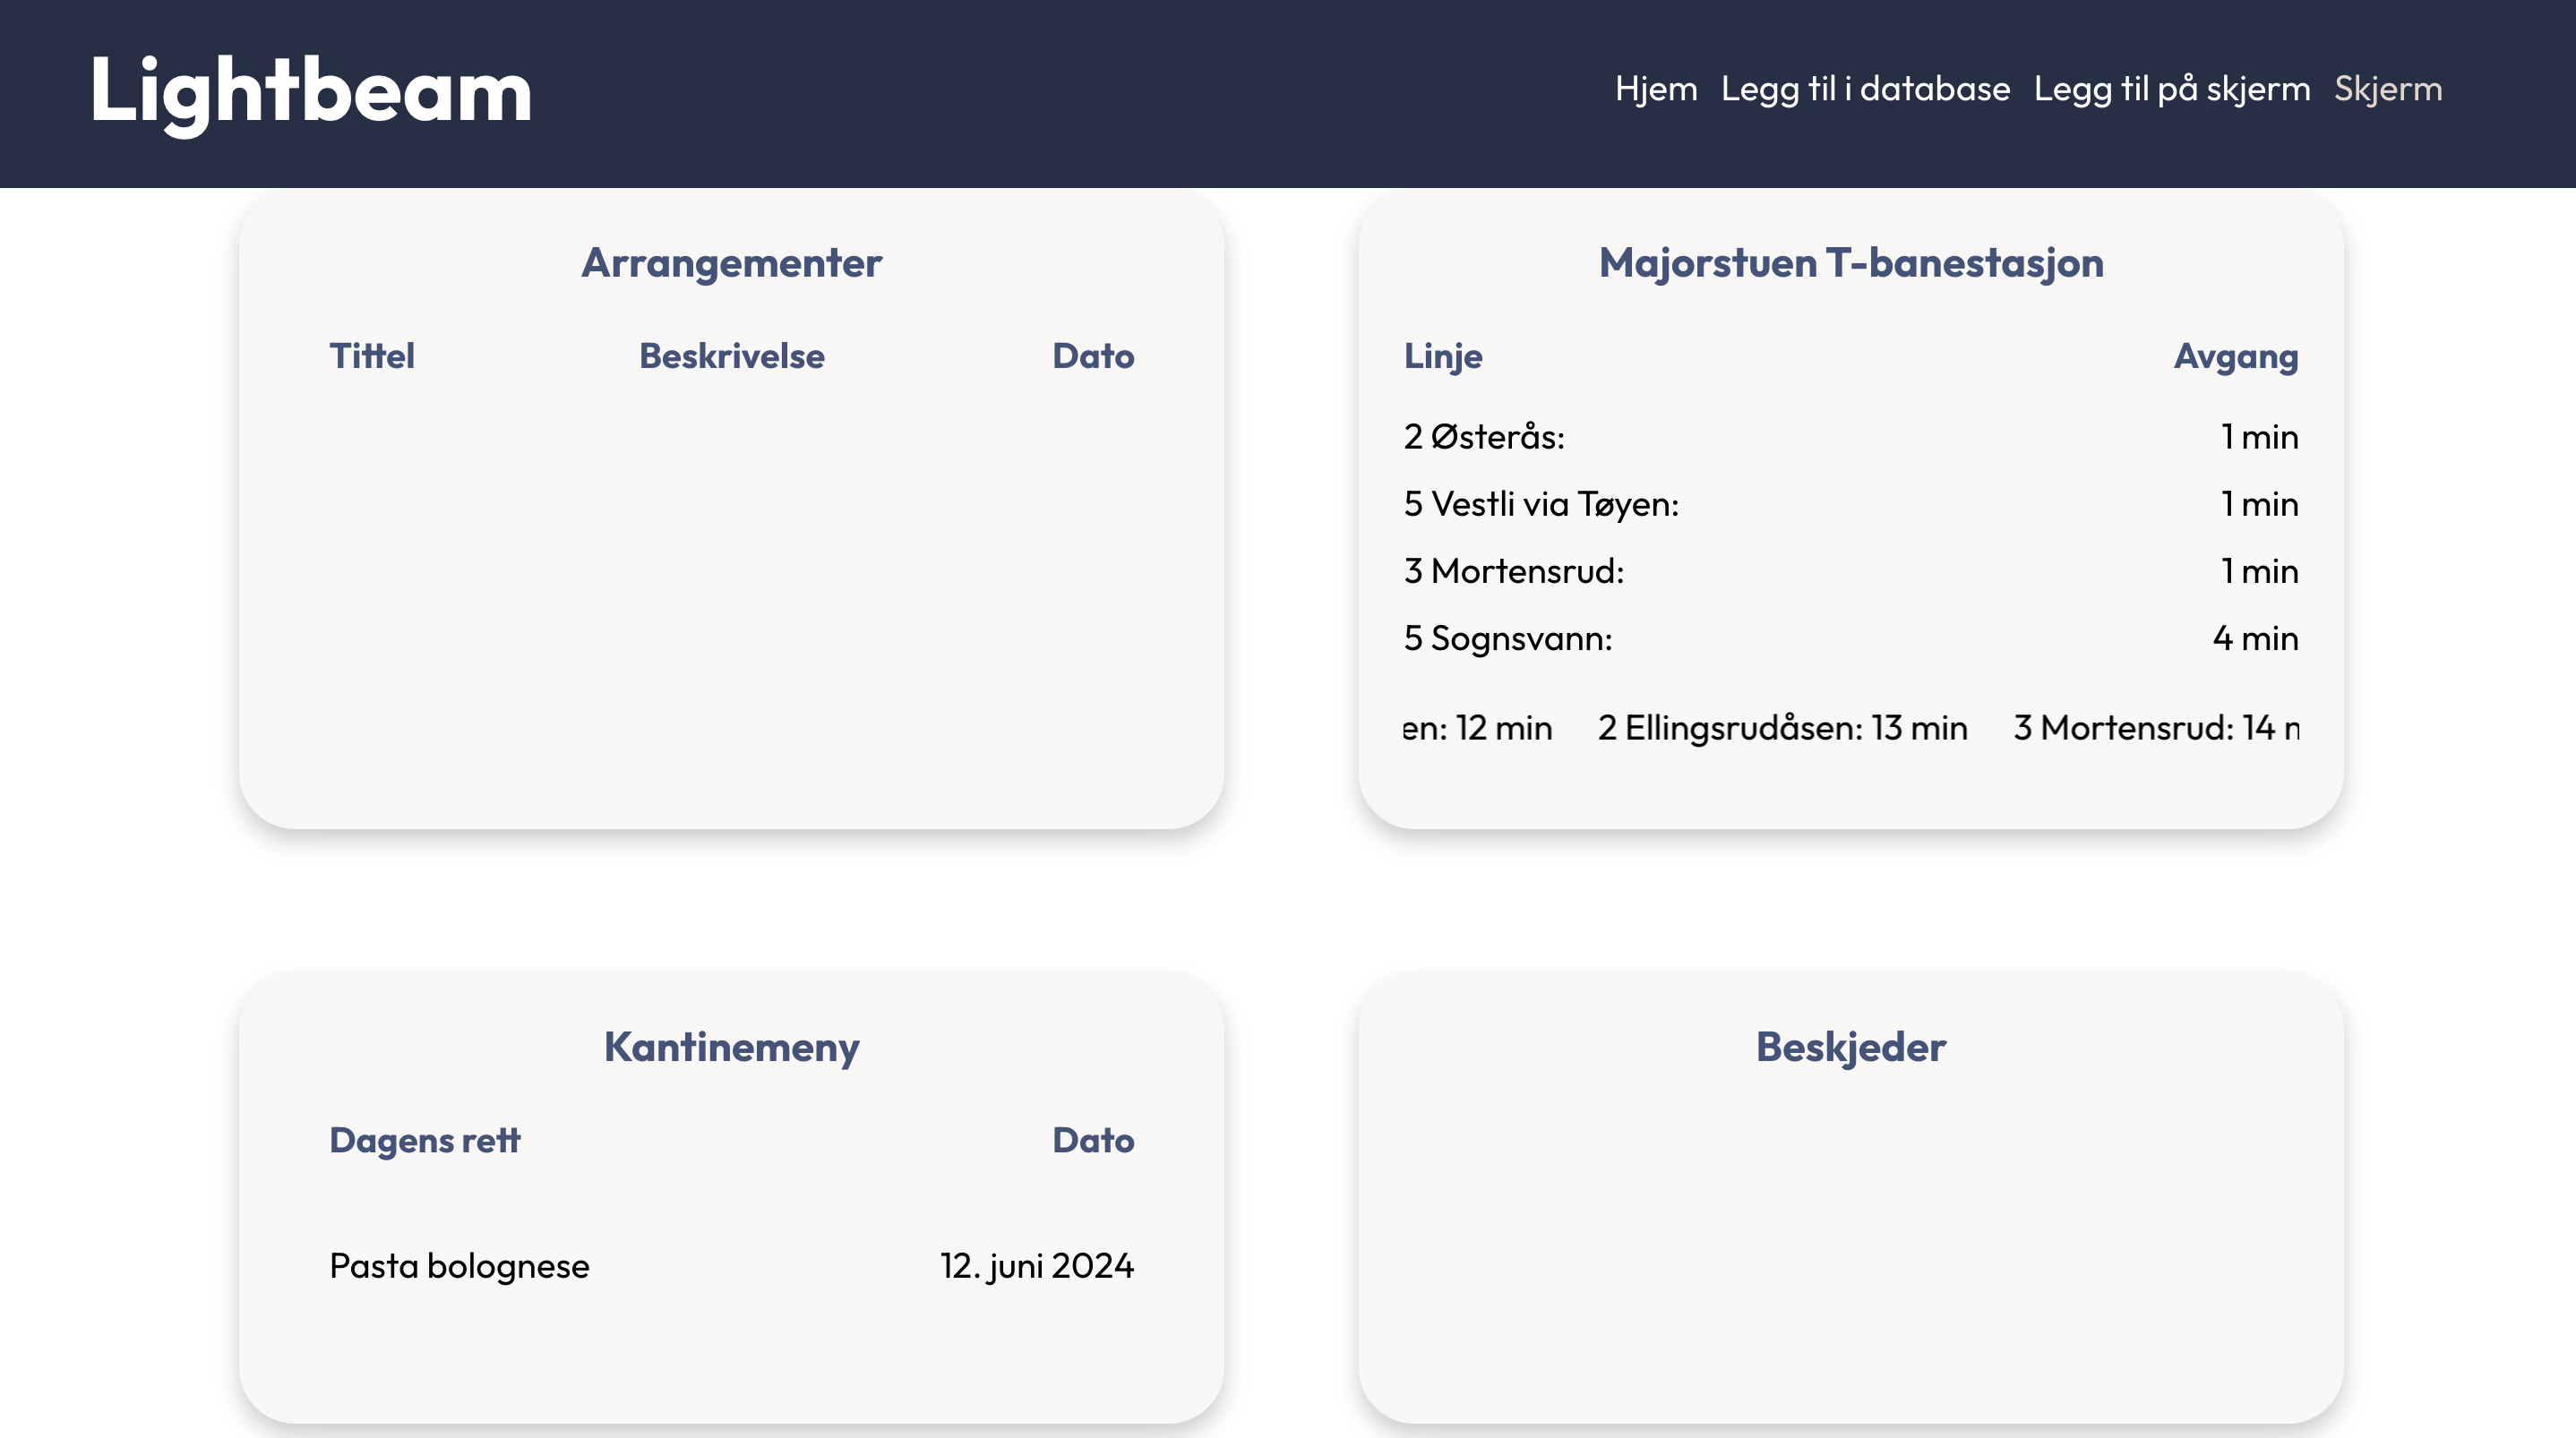 Lightbeam
Hjem Legg til i database Legg til på skjerm Skjerm
Arrangementer
Tittel Beskrivelse Dato
Majorstuen T-banestasjon
Linje Avgang
2 Østerås: 1 min
5 Vestli via Tøyen: 1 min
3 Mortensrud: 1 min
5 Sognsvann: 4 min
en: 12 min 2 Ellingsrudåsen: 13 min 3 Mortensrud: 14
Kantinemeny
Dagens rett Dato
Pasta bolognese 12. juni 2024
Beskjeder